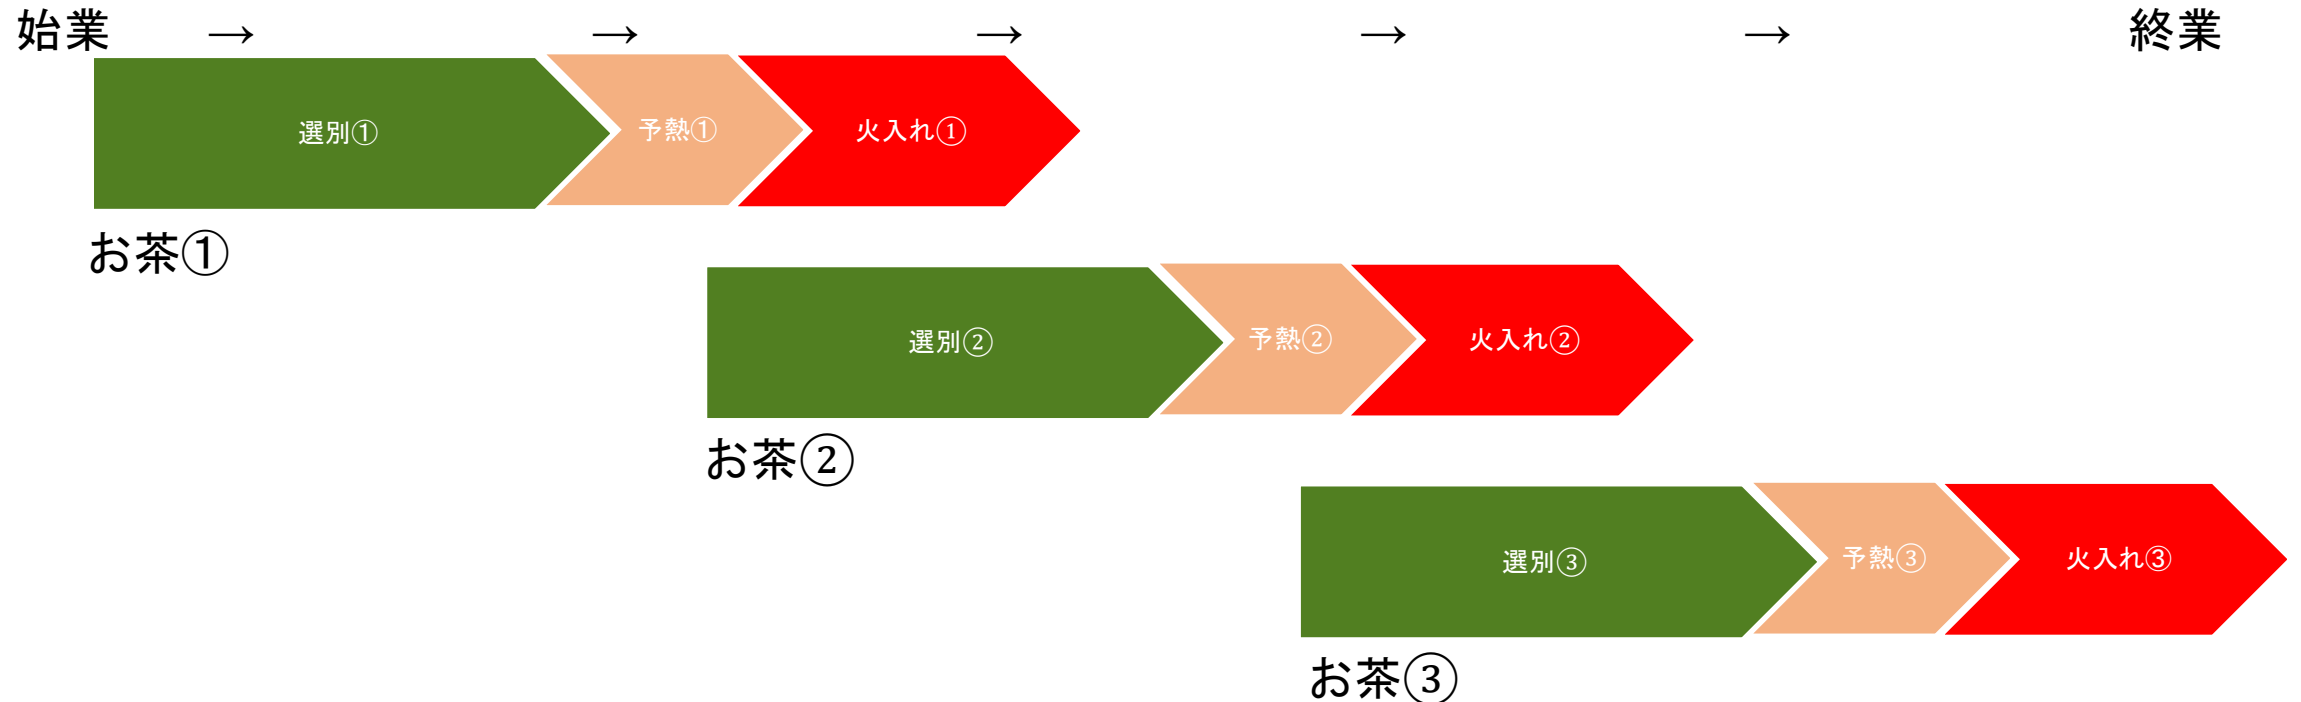 始業 → → → → → 終業
選別① 予熱① 火入れ①
お茶①
選別② 予熱② 火入れ②
お茶②
選別③ 予熱③ 火入れ③
お茶③